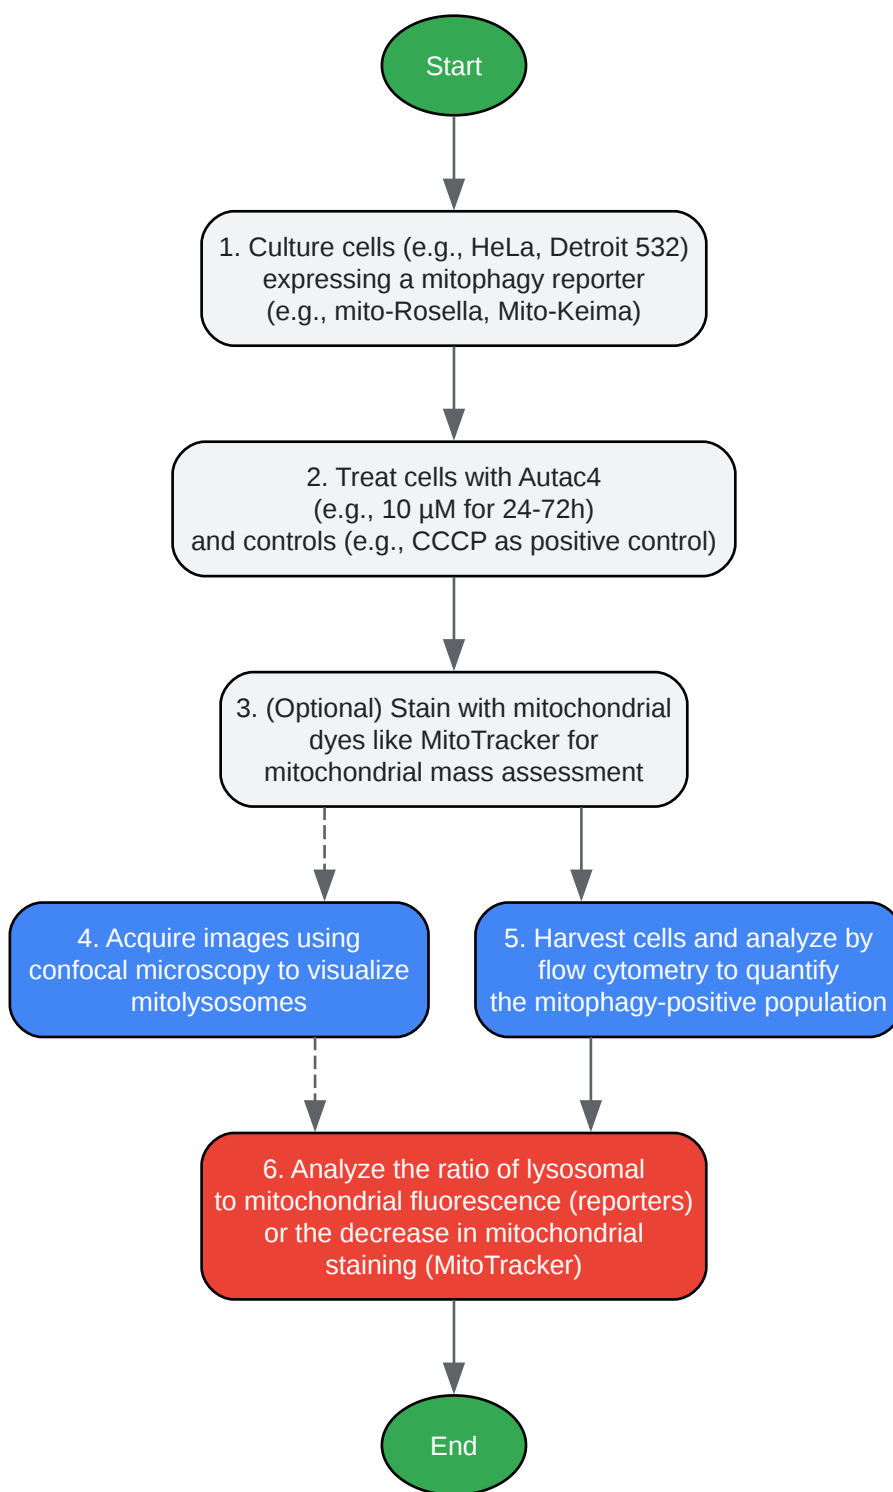 Start
1. Culture cells (e.g., HeLa, Detroit 532)
expressing a mitophagy reporter
(e.g., mito-Rosella, Mito-Keima)
2. Treat cells with Autac4
(e.g., 10 µM for 24-72h)
and controls (e.g., CCCP as positive control)
3. (Optional) Stain with mitochondrial
dyes like MitoTracker for
mitochondrial mass assessment
4. Acquire images using
confocal microscopy to visualize
mitolysosomes
5. Harvest cells and analyze by
flow cytometry to quantify
the mitophagy-positive population
6. Analyze the ratio of lysosomal
to mitochondrial fluorescence (reporters)
or the decrease in mitochondrial
staining (MitoTracker)
End